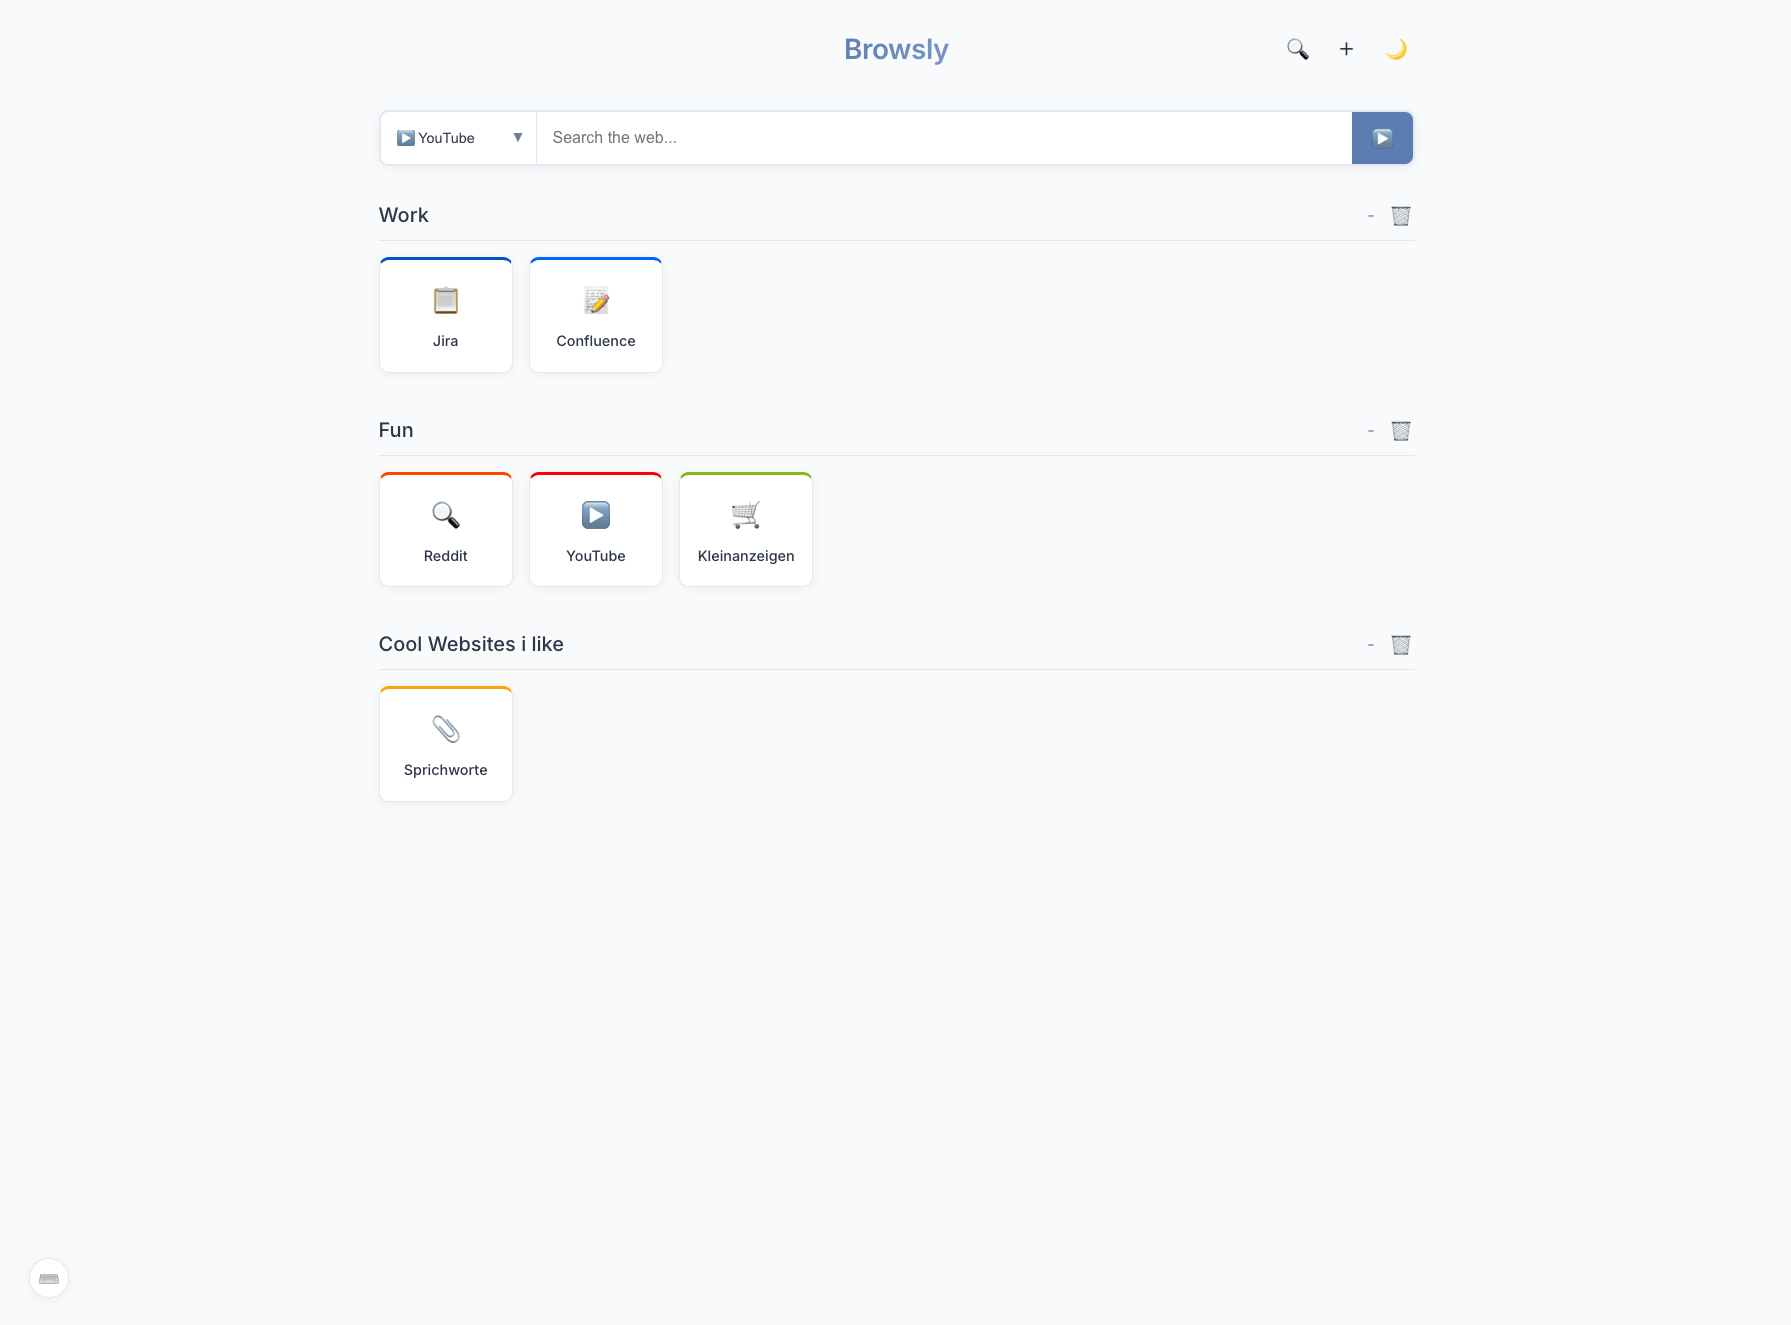 Browsly
YouTube
Search the web...
Work
-
Jira
Confluence
Fun
-
Reddit
YouTube
Kleinanzeigen
Cool Websites i like
-
Sprichworte